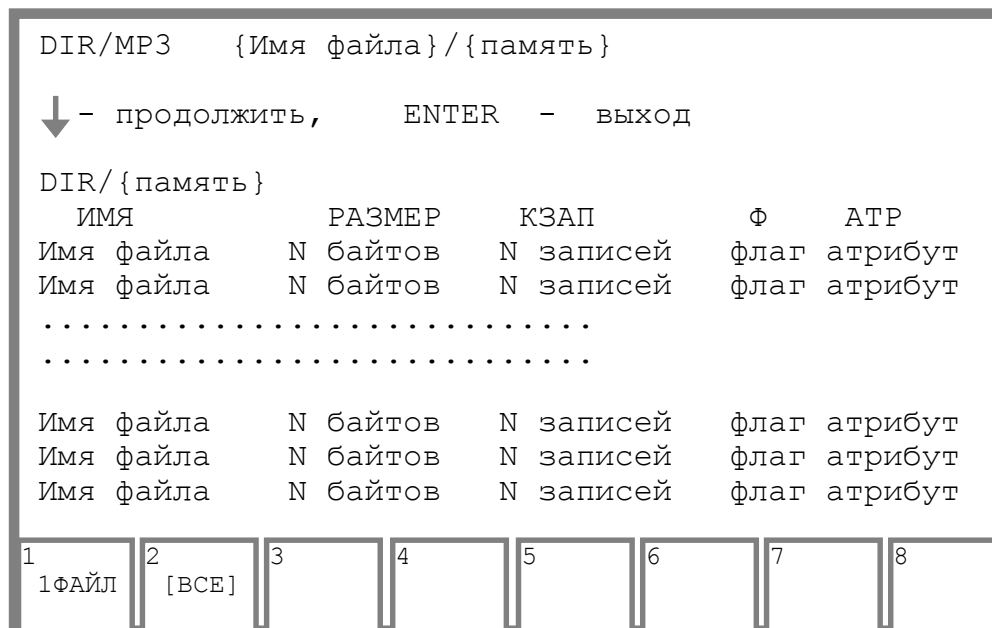 DIR/MP3 {Имя файла}/{память}
↓ - продолжить, ENTER - выход
DIR/{память}
ИМЯ РАЗМЕР КЗАП Ф АТР
Имя файла N байтов N записей флаг атрибут
Имя файла N байтов N записей флаг атрибут
.............................
.............................
Имя файла N байтов N записей флаг атрибут
Имя файла N байтов N записей флаг атрибут
Имя файла N байтов N записей флаг атрибут
1 2 3 4 5 6 7 8
1ФАЙЛ [ВСЕ]